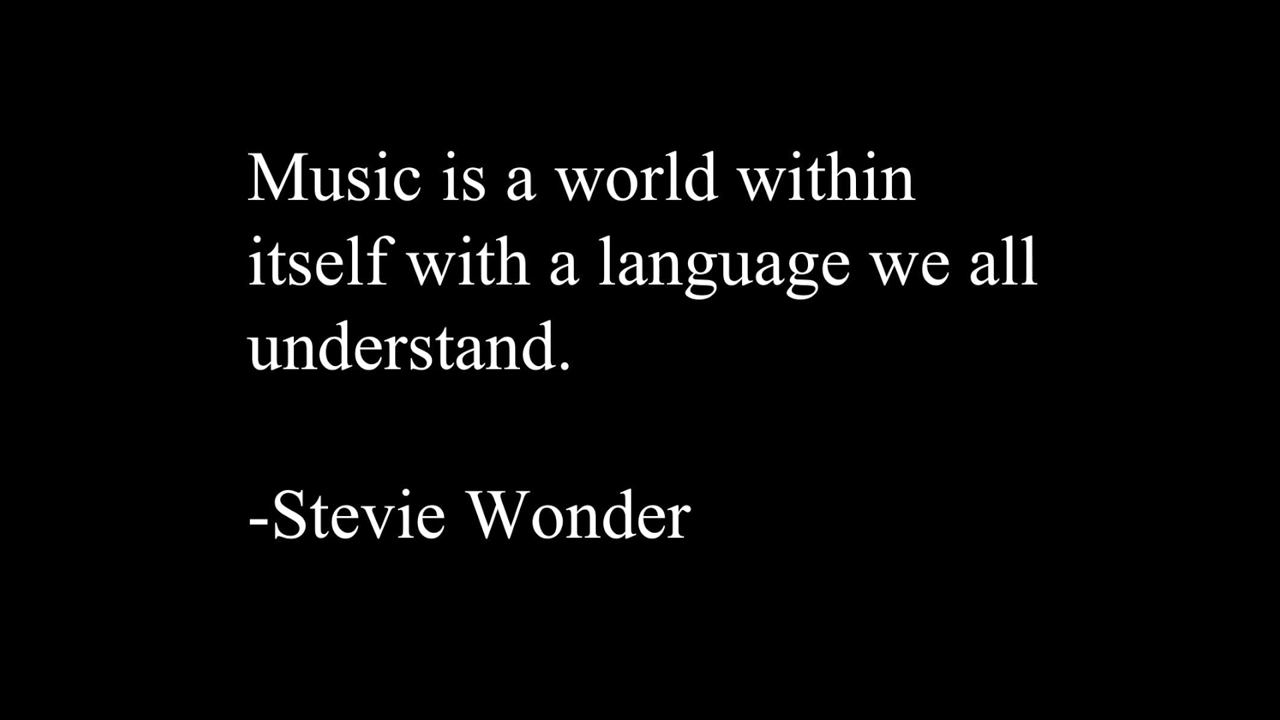 Music is a world within
itself with a language we all
understand.
-Stevie Wonder